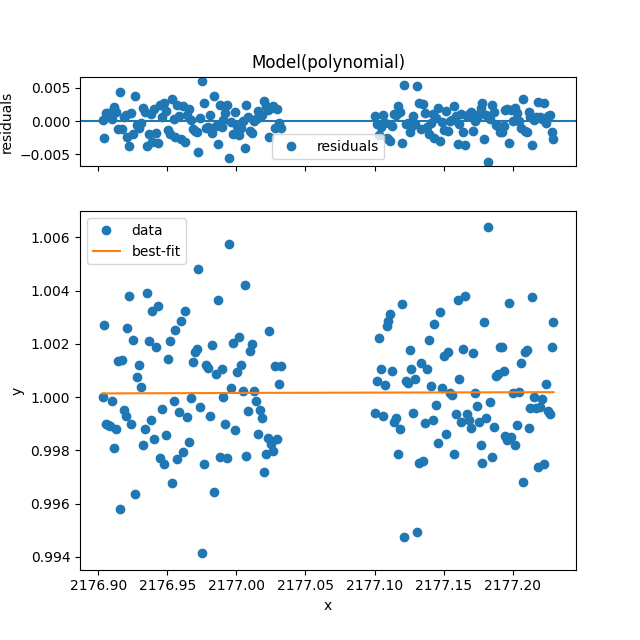 Model(polynomial)
residuals
0.005
0.000
−0.005
residuals
y
1.006
1.004
1.002
1.000
0.998
0.996
0.994
data
best-fit
2176.90 2176.95 2177.00 2177.05 2177.10 2177.15 2177.20
x